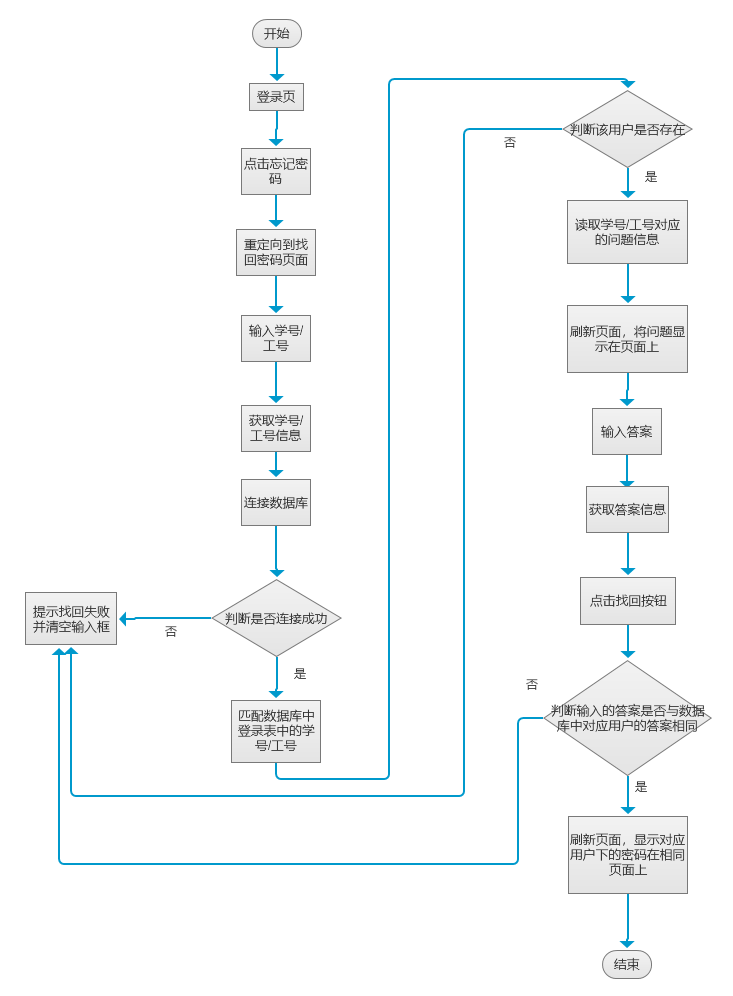 开始
登录页
点击忘记密
码
重定向到找
回密码页面
输入学号/
工号
获取学号/
工号信息
连接数据库
判断是否连接成功
否
提示找回失败
并清空输入框
是
匹配数据库中
登录表中的学
号/工号
判断该用户是否存在
否
是
读取学号/工号对应
的问题信息
刷新页面，将问题显
示在页面上
输入答案
获取答案信息
点击找回按钮
否
判断输入的答案是否与数据
库中对应用户的答案相同
是
刷新页面，显示对应
用户下的密码在相同
页面上
结束